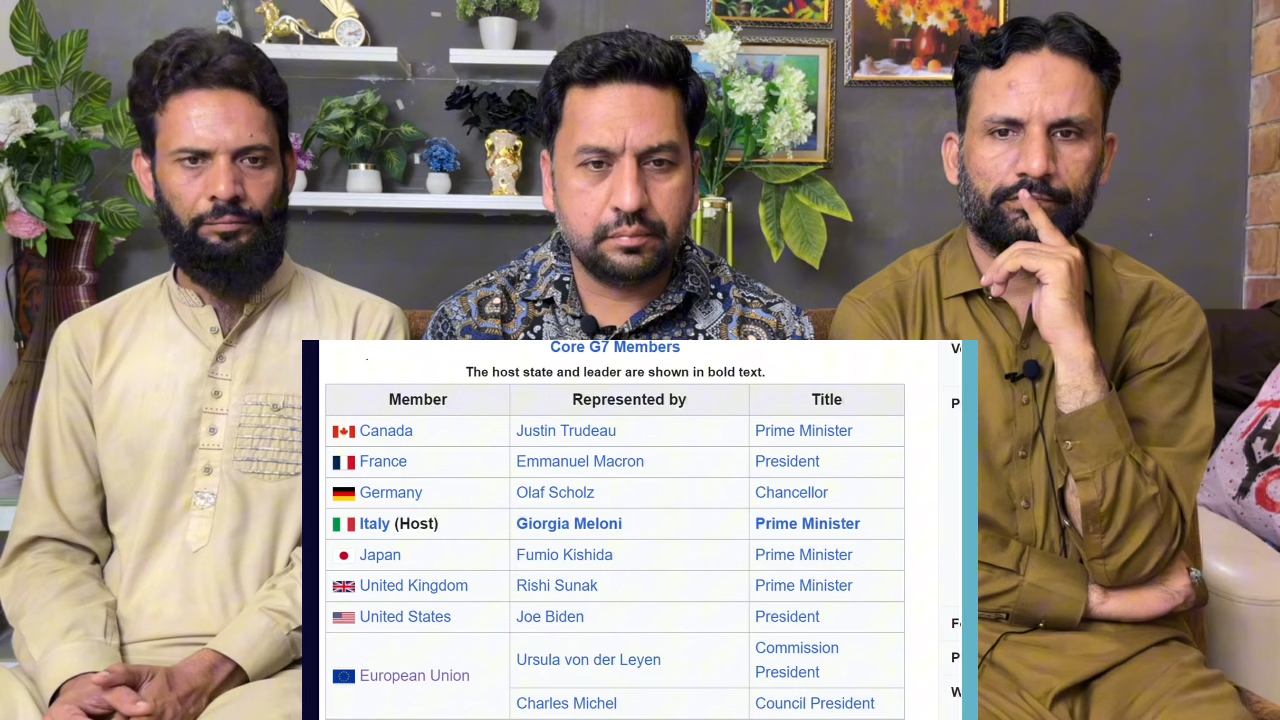 Core G7 Members
The host state and leader are shown in bold text.
Member Represented by Title
Canada Justin Trudeau Prime Minister
France Emmanuel Macron President
Germany Olaf Scholz Chancellor
Italy (Host) Giorgia Meloni Prime Minister
Japan Fumio Kishida Prime Minister
United Kingdom Rishi Sunak Prime Minister
United States Joe Biden President
European Union Ursula von der Leyen Commission President
Charles Michel Council President